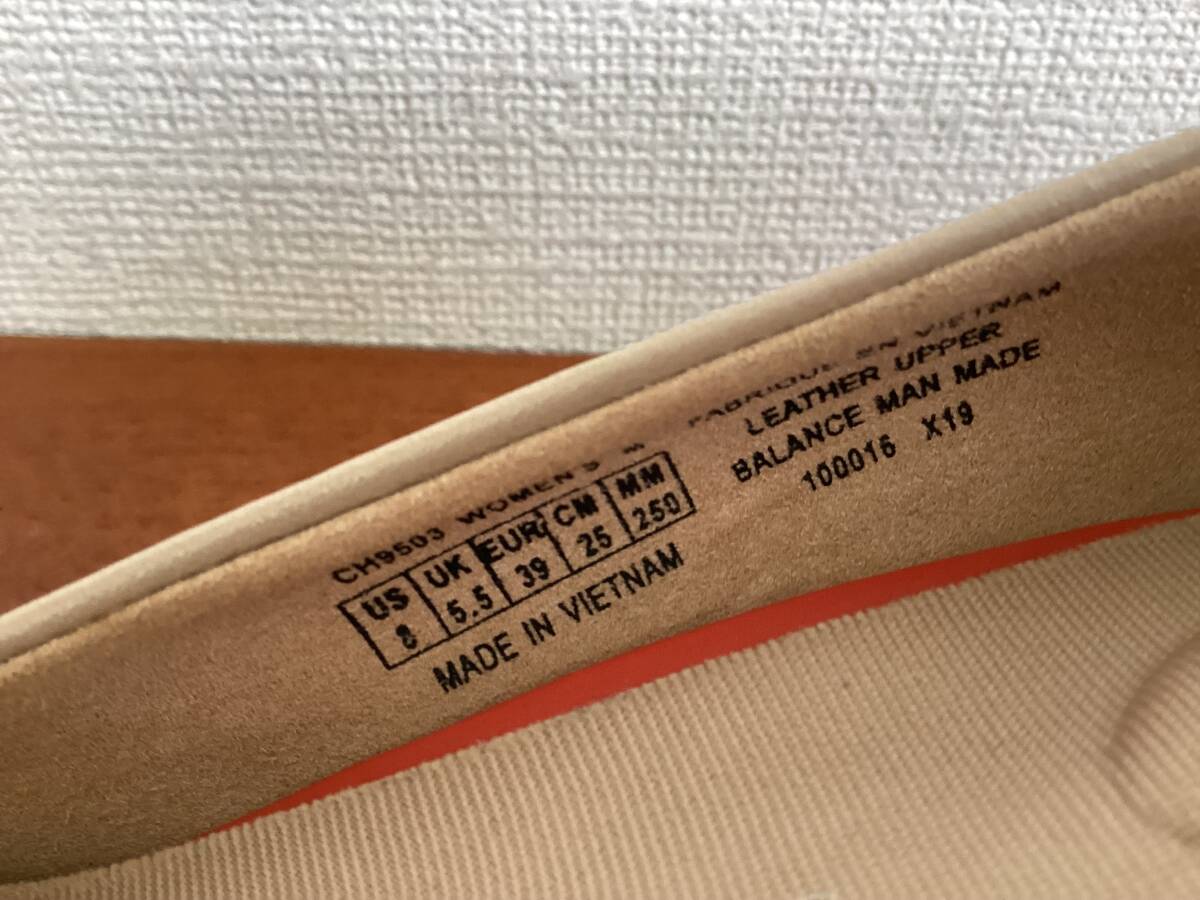 CH9503 WOMEN'S M
US UK EUR CM MM
8 5.5 39 25 250
MADE IN VIETNAM
FABRIQUE EN VIETNAM
LEATHER UPPER
BALANCE MAN MADE
100016 X19